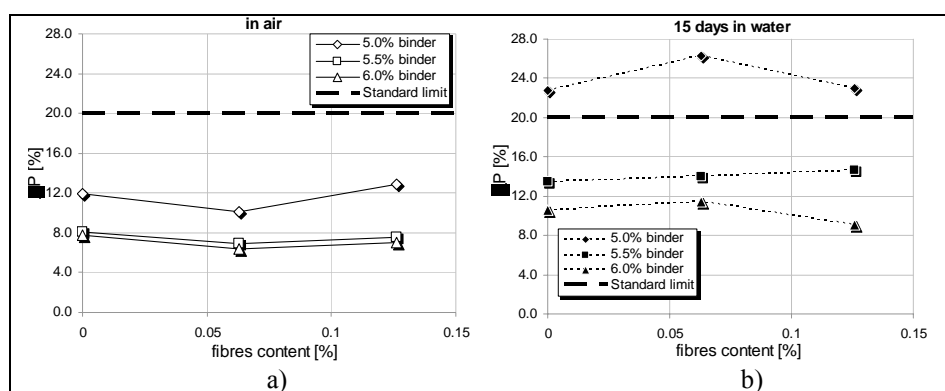 in air
28.0
24.0
20.0
16.0
12.0
8.0
4.0
0.0
P [%]
5.0% binder
5.5% binder
6.0% binder
Standard limit
0
0.05
0.1
0.15
fibres content [%]
a)
15 days in water
28.0
24.0
20.0
16.0
12.0
8.0
4.0
0.0
P [%]
5.0% binder
5.5% binder
6.0% binder
Standard limit
0
0.05
0.1
0.15
fibres content [%]
b)